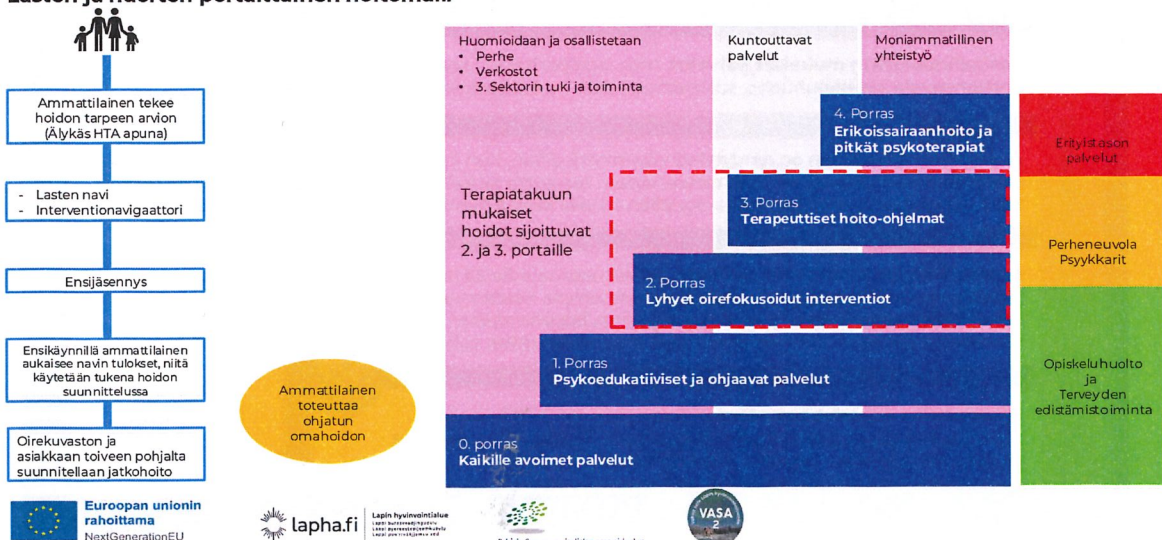 Lasten ja nuorten portaittainen hoitomalli
Ammattilainen tekee
hoidon tarpeen arvion
(Älykäs HTA apuna)
- Lasten navi
- Interventionavigaattori
Ensijäsennys
Ensikäynnillä ammattilainen
aukaisee navin tulokset, niitä
käytetään tukena hoidon
suunnittelussa
Oirekuvaston ja
asiakkaan toiveen pohjalta
suunnitellaan jatkohoito
Ammattilainen
toteuttaa
ohjatun
omahoidon
Huomioidaan ja osallistetaan
• Perhe
• Verkostot
• 3. Sektorin tuki ja toiminta
Kuntouttavat
palvelut
Moniammatillinen
yhteistyö
Terapiatakuun
mukaiset
hoidot sijoittuvat
2. ja 3. portaille
4. Porras
Erikoissairaanhoito ja
pitkät psykoterapiat
3. Porras
Terapeuttiset hoito-ohjelmat
2. Porras
Lyhyet oirefokusoidut interventiot
1. Porras
Psykoedukatiiviset ja ohjaavat palvelut
0. porras
Kaikille avoimet palvelut
Erityistason
palvelut
Perheneuvola
Psyykkarit
Opiskeluhuolto
ja
Terveyden
edistämistoiminta
Euroopan unionin
rahoittama
NextGenerationEU
lapha.fi
Lapin hyvinvointialue
VASA
2